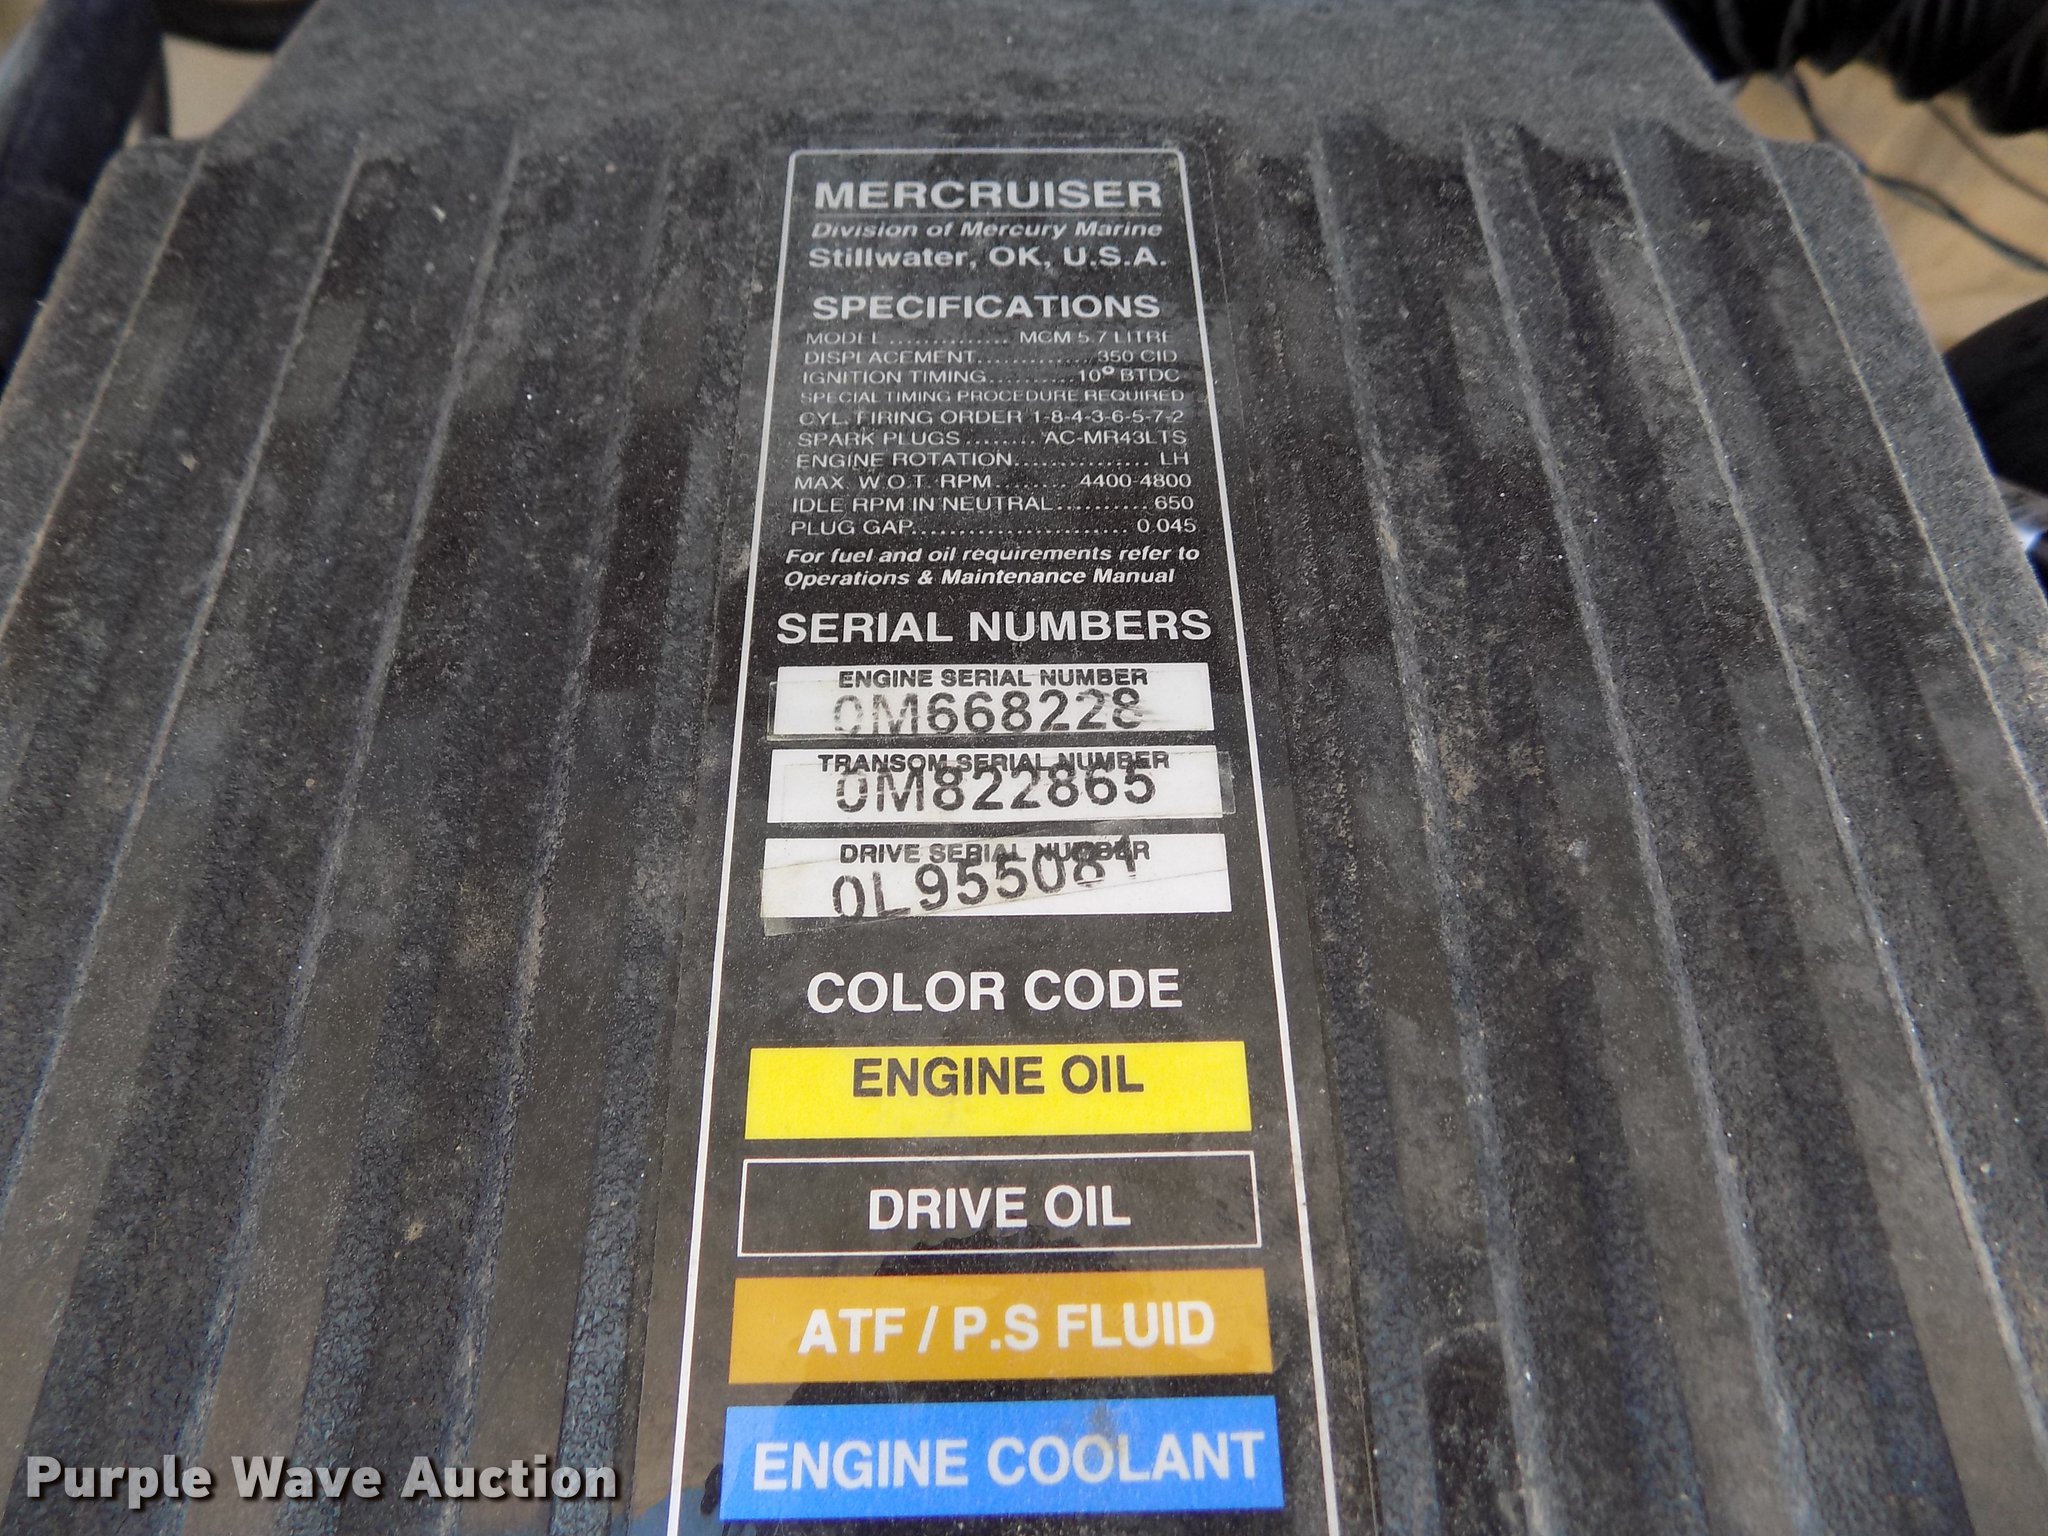 MERCRUISER
Division of Mercury Marine
Stillwater, OK, U.S.A.
SPECIFICATIONS
MODEL .............. MCM 5.7 LITRE
DISPLACEMENT............. 350 CID
IGNITION TIMING.......... 10° BTDC
SPECIAL TIMING PROCEDURE REQUIRED
CYL. FIRING ORDER 1-8-4-3-6-5-7-2
SPARK PLUGS ........ AC-MR43LTS
ENGINE ROTATION................ LH
MAX. W.O.T. RPM........ 4400-4800
IDLE RPM IN NEUTRAL.......... 650
PLUG GAP........................ 0.045
For fuel and oil requirements refer to
Operations & Maintenance Manual
SERIAL NUMBERS
ENGINE SERIAL NUMBER
0M668228
TRANSOM SERIAL NUMBER
0M822865
DRIVE SERIAL NUMBER
0L955081
COLOR CODE
ENGINE OIL
DRIVE OIL
ATF / P.S FLUID
ENGINE COOLANT
Purple Wave Auction